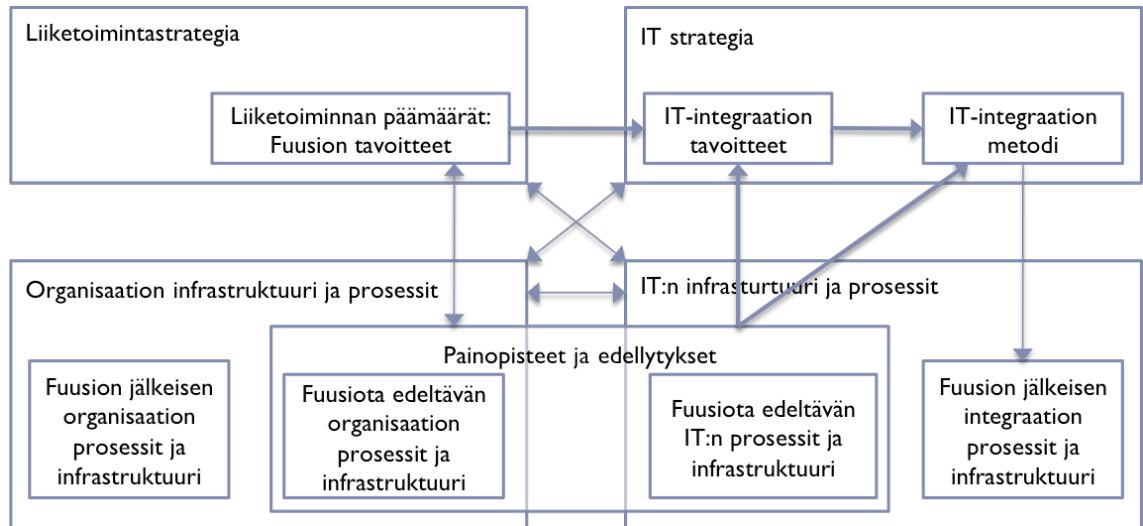 Liiketoimintastrategia
IT strategia
Liiketoiminnan päämäärät:
Fuusion tavoitteet
IT-integraation
tavoitteet
IT-integraation
metodi
Organisaation infrastruktuuri ja prosessit
IT:n infrasturtuuri ja prosessit
Painopisteet ja edellytykset
Fuusion jälkeisen
organisaation
prosessit ja
infrastruktuuri
Fuusiota edeltävän
organisaation
prosessit ja
infrastruktuuri
Fuusiota edeltävän
IT:n prosessit ja
infrastruktuuri
Fuusion jälkeisen
integraation
prosessit ja
infrastruktuuri